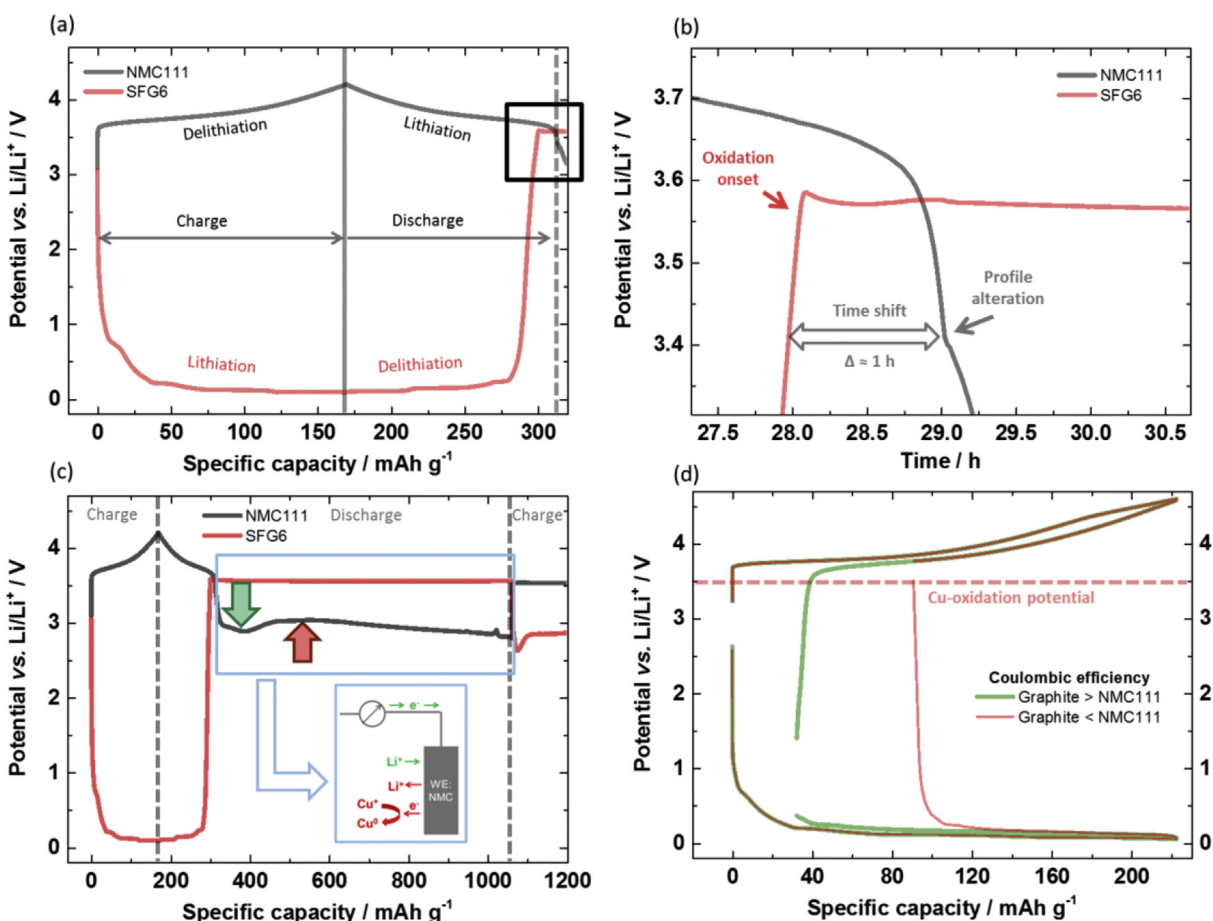 (a)
NMC111
SFG6
Delithiation
Lithiation
Charge
Discharge
Lithiation
Delithiation
4
3
2
1
0
0 50 100 150 200 250 300
Potential vs. Li/Li+ / V
Specific capacity / mAh g-1
(b)
NMC111
SFG6
Oxidation
onset
Profile
alteration
Time shift
Δ ≈ 1 h
3.7
3.6
3.5
3.4
27.5 28.0 28.5 29.0 29.5 30.0 30.5
Potential vs. Li/Li+ / V
Time / h
(c)
Charge
NMC111
SFG6
Discharge
Charge
e-
Li+
Li+
Cu+
e-
Cu0
WE:
NMC
5
4
3
2
1
0
0 200 400 600 800 1000 1200
Potential vs. Li/Li+ / V
Specific capacity / mAh g-1
(d)
Cu-oxidation potential
Coulombic efficiency
Graphite > NMC111
Graphite < NMC111
4
3
2
1
0
4
3
2
1
0
0 40 80 120 160 200
Potential vs. Li/Li+ / V
Specific capacity / mAh g-1